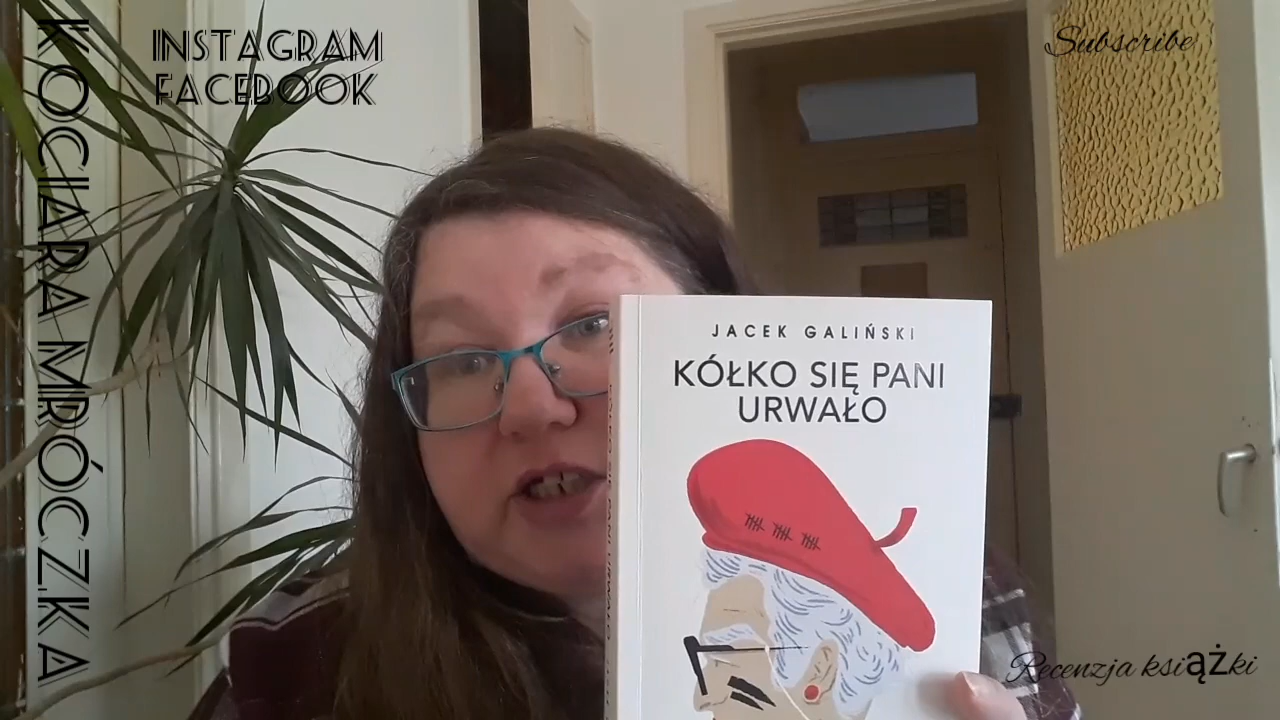 KOCIARA MRÓCZKA
INSTAGRAM
FACEBOOK
Subscribe
JACEK GALIŃSKI
KÓŁKO SIĘ PANI
URWAŁO
Recenzja książki